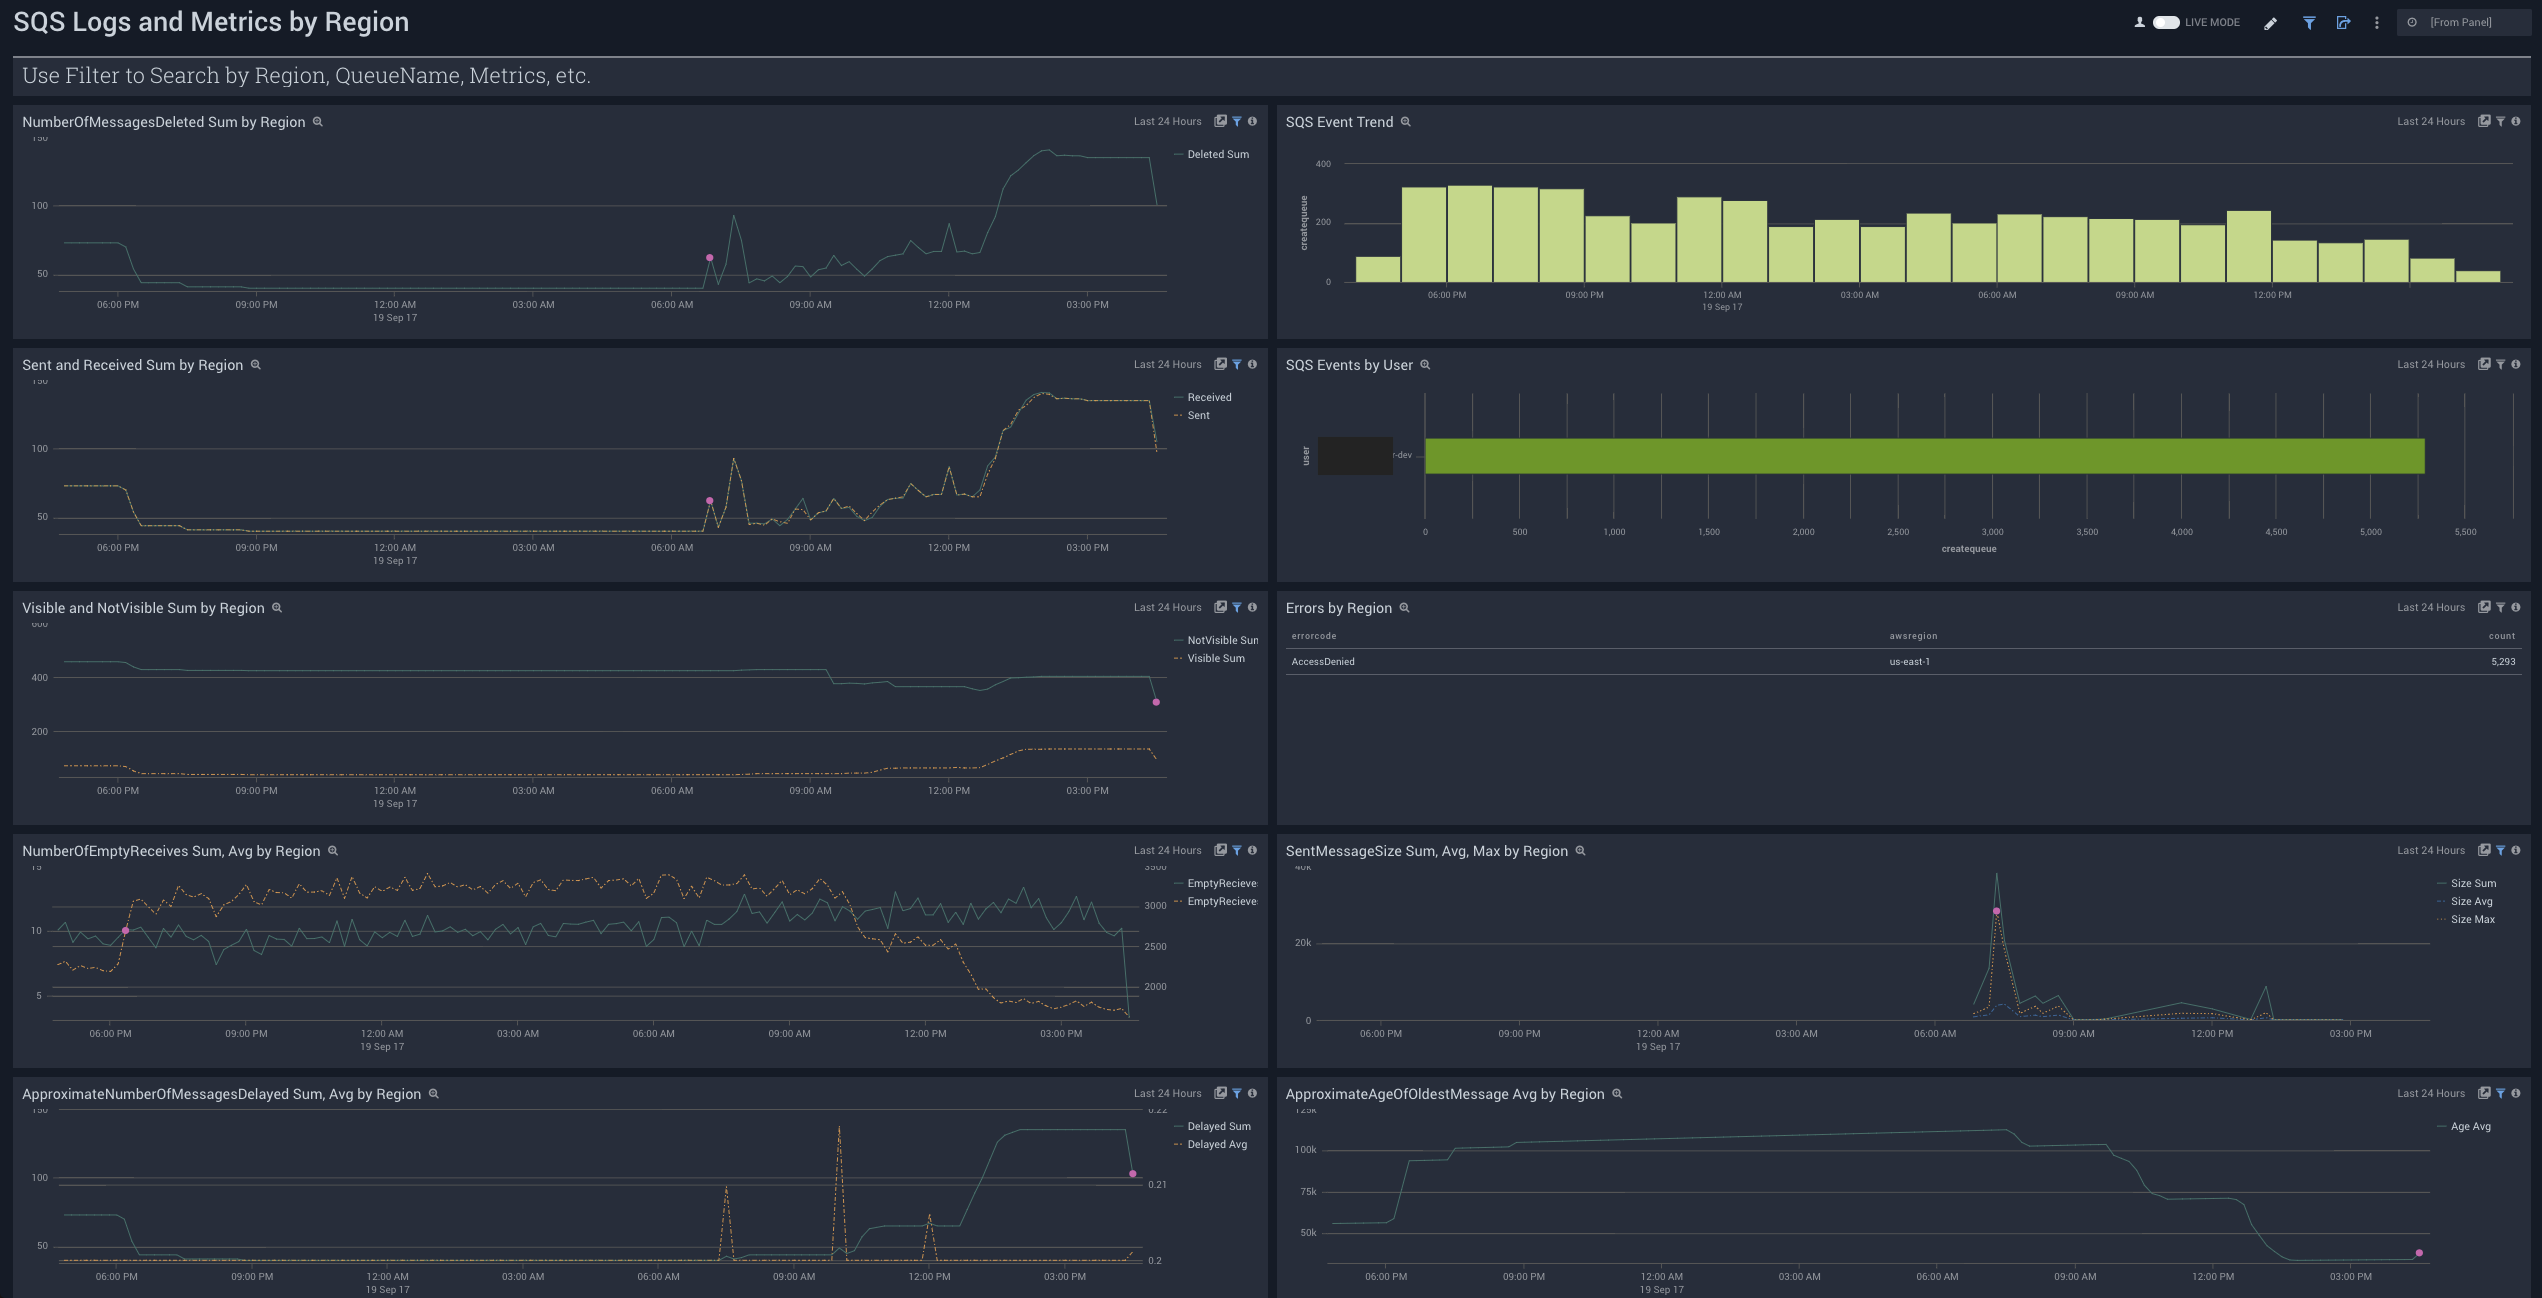 SQS Logs and Metrics by Region
LIVE MODE
[From Panel]
Use Filter to Search by Region, QueueName, Metrics, etc.
NumberOfMessagesDeleted Sum by Region
Last 24 Hours
150
100
50
Deleted Sum
06:00 PM 09:00 PM 12:00 AM 03:00 AM 06:00 AM 09:00 AM 12:00 PM 03:00 PM
19 Sep 17
SQS Event Trend
Last 24 Hours
createqueue
400
200
0
06:00 PM 09:00 PM 12:00 AM 03:00 AM 06:00 AM 09:00 AM 12:00 PM
19 Sep 17
Sent and Received Sum by Region
Last 24 Hours
150
100
50
Received
Sent
06:00 PM 09:00 PM 12:00 AM 03:00 AM 06:00 AM 09:00 AM 12:00 PM 03:00 PM
19 Sep 17
SQS Events by User
Last 24 Hours
user
r-dev
0 500 1,000 1,500 2,000 2,500 3,000 3,500 4,000 4,500 5,000 5,500
createqueue
Visible and NotVisible Sum by Region
Last 24 Hours
600
400
200
NotVisible Sum
Visible Sum
06:00 PM 09:00 PM 12:00 AM 03:00 AM 06:00 AM 09:00 AM 12:00 PM 03:00 PM
19 Sep 17
Errors by Region
Last 24 Hours
errorcode awsregion count
AccessDenied us-east-1 5,293
NumberOfEmptyReceives Sum, Avg by Region
Last 24 Hours
15
10
5
3500
3000
2500
2000
EmptyRecieve
EmptyRecieve
06:00 PM 09:00 PM 12:00 AM 03:00 AM 06:00 AM 09:00 AM 12:00 PM 03:00 PM
19 Sep 17
SentMessageSize Sum, Avg, Max by Region
Last 24 Hours
40k
20k
0
Size Sum
Size Avg
Size Max
06:00 PM 09:00 PM 12:00 AM 03:00 AM 06:00 AM 09:00 AM 12:00 PM 03:00 PM
19 Sep 17
ApproximateNumberOfMessagesDelayed Sum, Avg by Region
Last 24 Hours
150
100
50
0.22
0.21
0.2
Delayed Sum
Delayed Avg
06:00 PM 09:00 PM 12:00 AM 03:00 AM 06:00 AM 09:00 AM 12:00 PM 03:00 PM
19 Sep 17
ApproximateAgeOfOldestMessage Avg by Region
Last 24 Hours
125k
100k
75k
50k
Age Avg
06:00 PM 09:00 PM 12:00 AM 03:00 AM 06:00 AM 09:00 AM 12:00 PM 03:00 PM
19 Sep 17